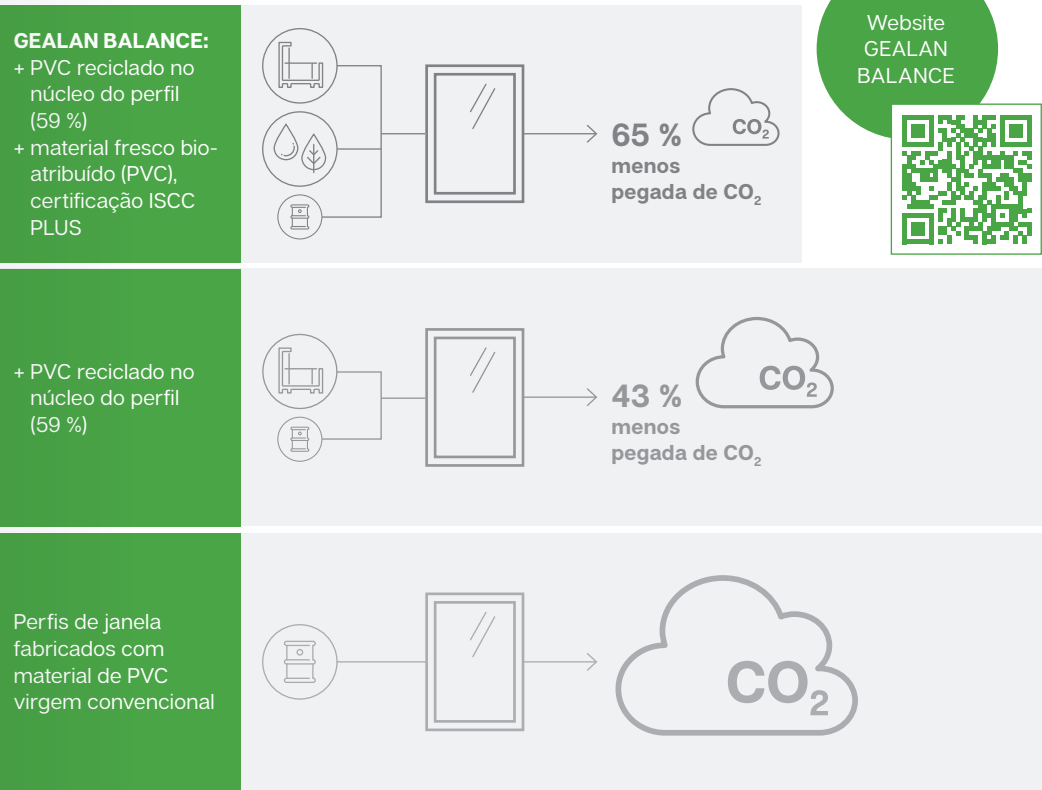 GEALAN BALANCE:
+ PVC reciclado no
núcleo do perfil
(59 %)
+ material fresco bio-
atribuído (PVC),
certificação ISCC
PLUS
65 %
menos
pegada de CO₂
CO₂
Website
GEALAN
BALANCE
+ PVC reciclado no
núcleo do perfil
(59 %)
43 %
menos
pegada de CO₂
CO₂
Perfis de janela
fabricados com
material de PVC
virgem convencional
CO₂